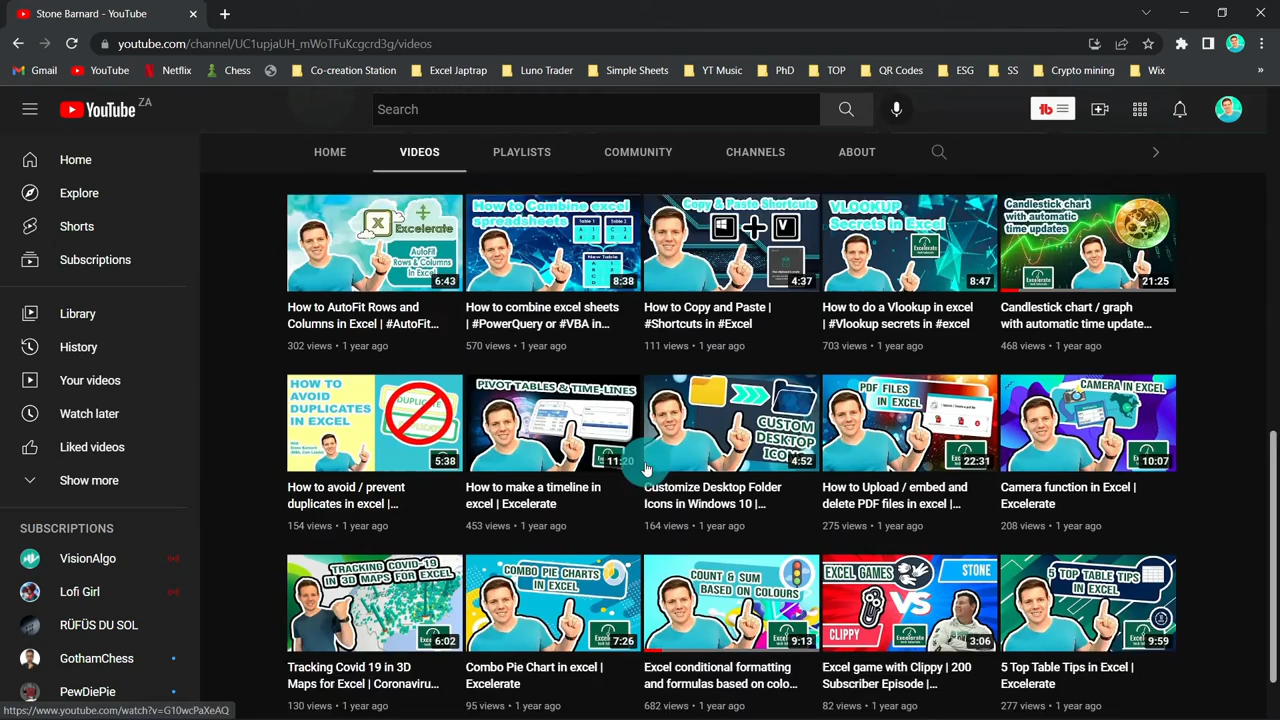 Stone Barnard - YouTube
youtube.com/channel/UC1upjaUH_mWoTFuKcgcrd3g/videos
Gmail YouTube Netflix Chess Co-creation Station Excel Japtrap Luno Trader Simple Sheets YT Music PhD TOP QR Codes ESG SS Crypto mining Wix »
YouTube ZA
Search
HOME VIDEOS PLAYLISTS COMMUNITY CHANNELS ABOUT
Home
Explore
Shorts
Subscriptions
Library
History
Your videos
Watch later
Liked videos
Show more
SUBSCRIPTIONS
VisionAlgo
Lofi Girl
RÜFÜS DU SOL
GothamChess
PewDiePie
https://www.youtube.com/watch?v=G10wcPaXeAQ
Excelerate
AutoFit
Rows &
Columns
in Excel
6:43
How to AutoFit Rows and
Columns in Excel | #AutoFit...
302 views • 1 year ago
How to Combine excel
spreadsheets
Table 1
Table 2
New Table
8:38
How to combine excel sheets
| #PowerQuery or #VBA in...
570 views • 1 year ago
Copy & Paste Shortcuts
V
4:37
How to Copy and Paste |
#Shortcuts in #Excel
111 views • 1 year ago
VLOOKUP
Secrets in Excel
8:47
How to do a Vlookup in excel
| #Vlookup secrets in #excel
703 views • 1 year ago
Candlestick chart
with automatic
time updates
21:25
Candlestick chart / graph
with automatic time update...
468 views • 1 year ago
HOW TO
AVOID
DUPLICATES
IN EXCEL
DUPLICATE
5:38
How to avoid / prevent
duplicates in excel |...
154 views • 1 year ago
PIVOT TABLES & TIME-LINES
11:20
How to make a timeline in
excel | Excelerate
453 views • 1 year ago
CUSTOM
DESKTOP
ICONS
4:52
Customize Desktop Folder
Icons in Windows 10 |...
164 views • 1 year ago
PDF FILES
IN EXCEL
22:31
How to Upload / embed and
delete PDF files in excel |...
275 views • 1 year ago
CAMERA IN EXCEL
10:07
Camera function in Excel |
Excelerate
208 views • 1 year ago
TRACKING COVID-19
IN 3D MAPS FOR EXCEL
6:02
Tracking Covid 19 in 3D
Maps for Excel | Coronaviru...
130 views • 1 year ago
COMBO PIE CHARTS
IN EXCEL
7:26
Combo Pie Chart in excel |
Excelerate
95 views • 1 year ago
COUNT & SUM
BASED ON COLOURS
9:13
Excel conditional formatting
and formulas based on colo...
682 views • 1 year ago
EXCEL GAMES
STONE
VS
CLIPPY
3:06
Excel game with Clippy | 200
Subscriber Episode |...
82 views • 1 year ago
5 TOP TABLE TIPS
IN EXCEL
9:59
5 Top Table Tips in Excel |
Excelerate
277 views • 1 year ago